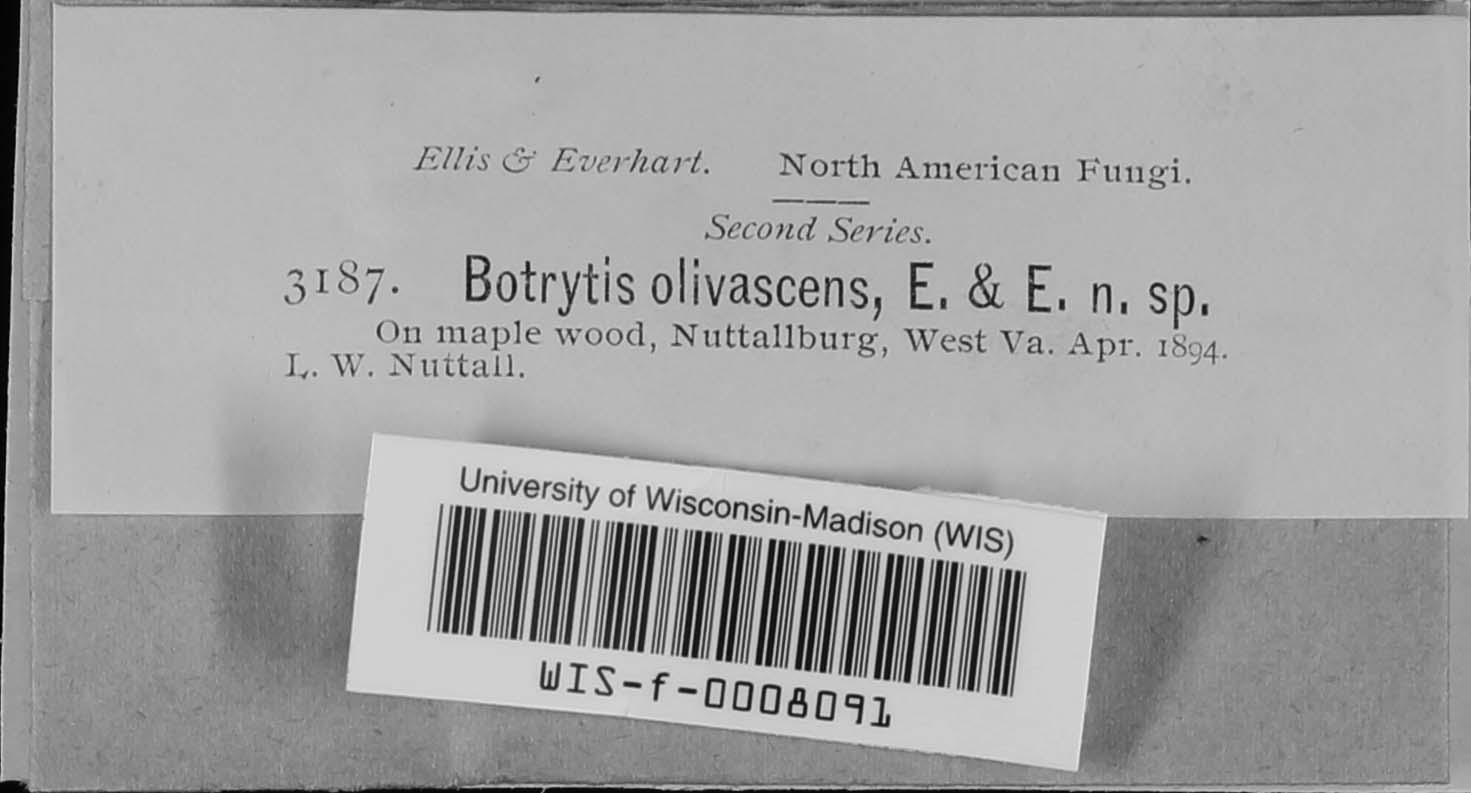 Ellis & Everhart. North American Fungi.
Second Series.
3187. Botrytis olivascens, E. & E. n. sp.
On maple wood, Nuttallburg, West Va. Apr. 1894.
L. W. Nuttall.
University of Wisconsin-Madison (WIS)
WIS-f-0008091